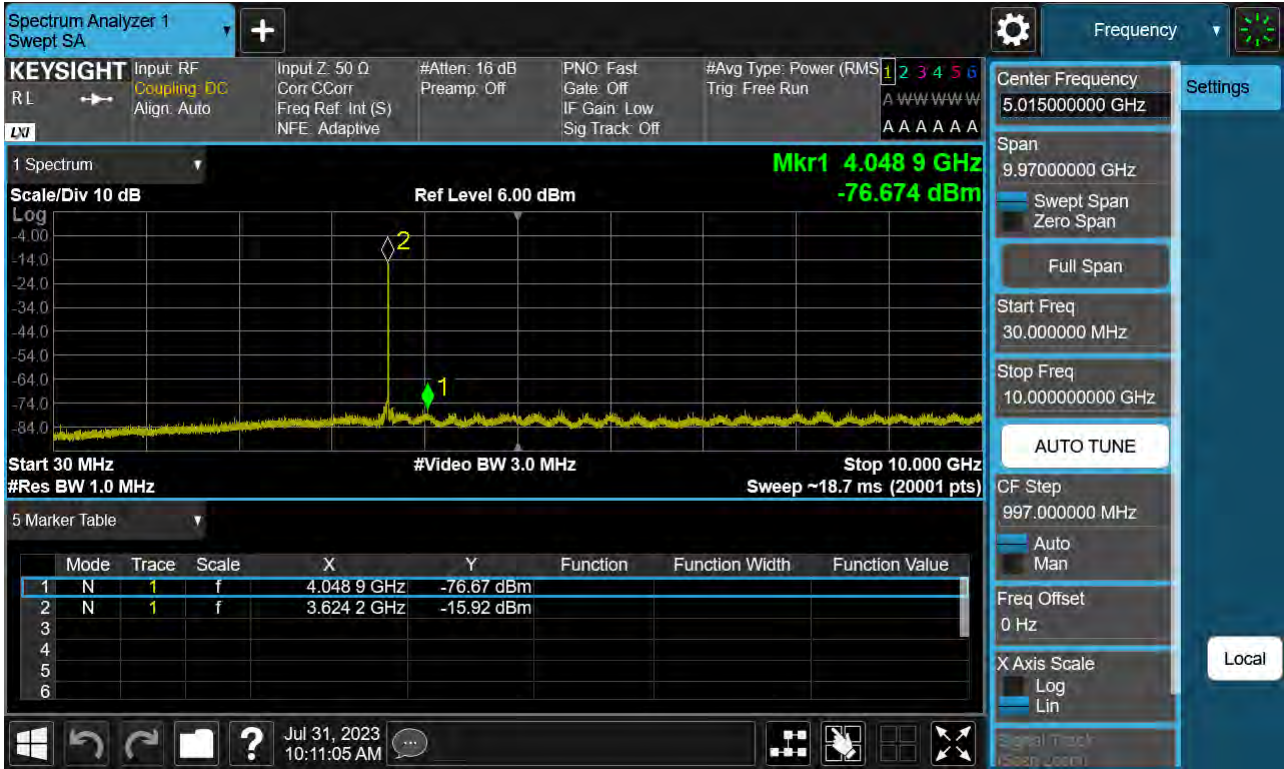 Spectrum Analyzer 1
Swept SA
+
Frequency
KEYSIGHT
RL
LXI
Input: RF
Coupling: DC
Align: Auto
Input Z: 50 Ω
Corr CCorr
Freq Ref: Int (S)
NFE: Adaptive
#Atten: 16 dB
Preamp: Off
PNO: Fast
Gate: Off
IF Gain: Low
Sig Track: Off
#Avg Type: Power (RMS
Trig: Free Run
1 2 3 4 5 6
A W W W W W
A A A A A A
1 Spectrum
Mkr1 4.048 9 GHz
Scale/Div 10 dB
Ref Level 6.00 dBm
-76.674 dBm
Log
-4.00
-14.0
-24.0
-34.0
-44.0
-54.0
-64.0
-74.0
-84.0
2
1
Start 30 MHz
#Video BW 3.0 MHz
Stop 10.000 GHz
#Res BW 1.0 MHz
Sweep ~18.7 ms (20001 pts)
5 Marker Table
Mode Trace Scale X Y Function Function Width Function Value
1 N 1 f 4.048 9 GHz -76.67 dBm
2 N 1 f 3.624 2 GHz -15.92 dBm
3
4
5
6
?
Jul 31, 2023
10:11:05 AM
Center Frequency
5.015000000 GHz
Span
9.97000000 GHz
Swept Span
Zero Span
Full Span
Start Freq
30.000000 MHz
Stop Freq
10.000000000 GHz
AUTO TUNE
CF Step
997.000000 MHz
Auto
Man
Freq Offset
0 Hz
X Axis Scale
Log
Lin
Signal Track
(Span Zoom)
Settings
Local